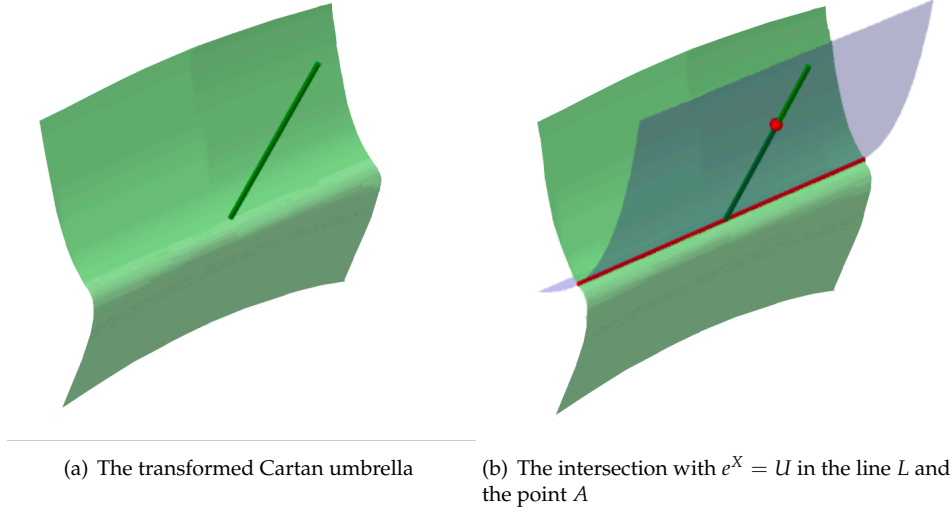 (a) The transformed Cartan umbrella
(b) The intersection with $e^X = U$ in the line $L$ and
the point $A$